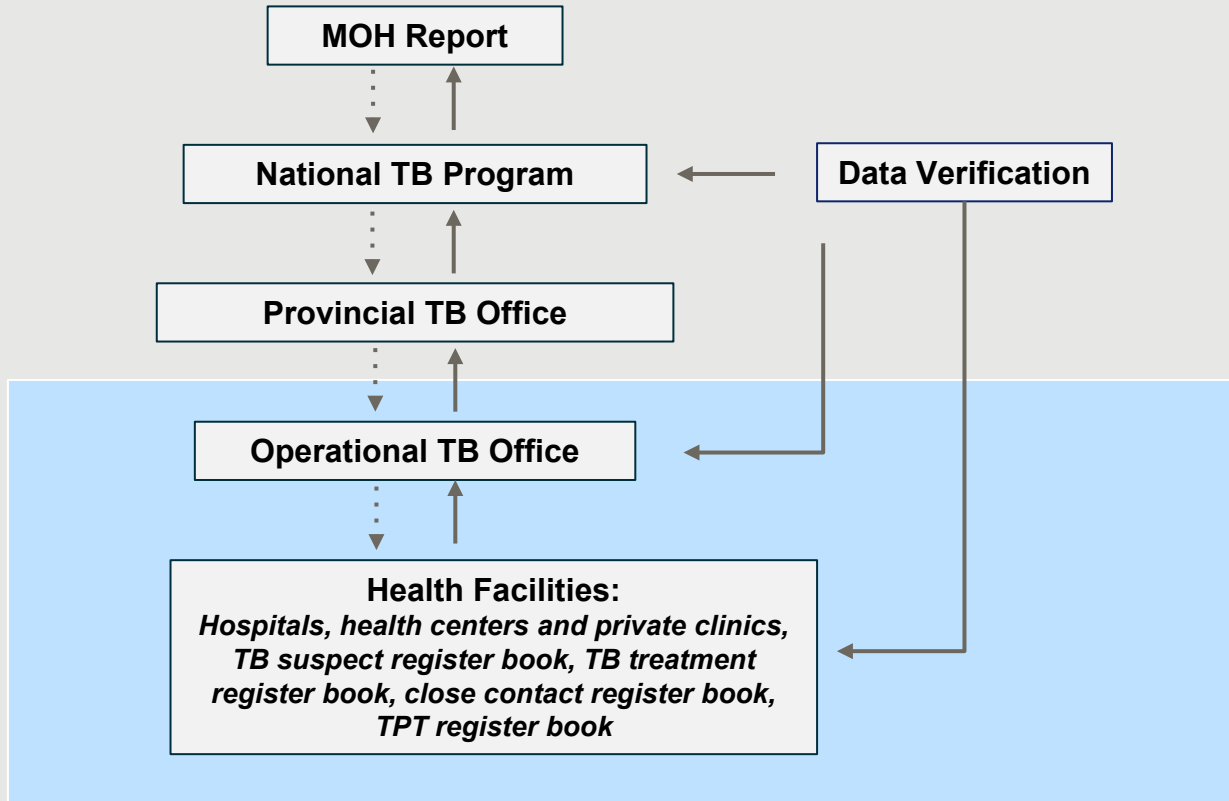 MOH Report
National TB Program
Data Verification
Provincial TB Office
Operational TB Office
Health Facilities:
Hospitals, health centers and private clinics,
TB suspect register book, TB treatment
register book, close contact register book,
TPT register book